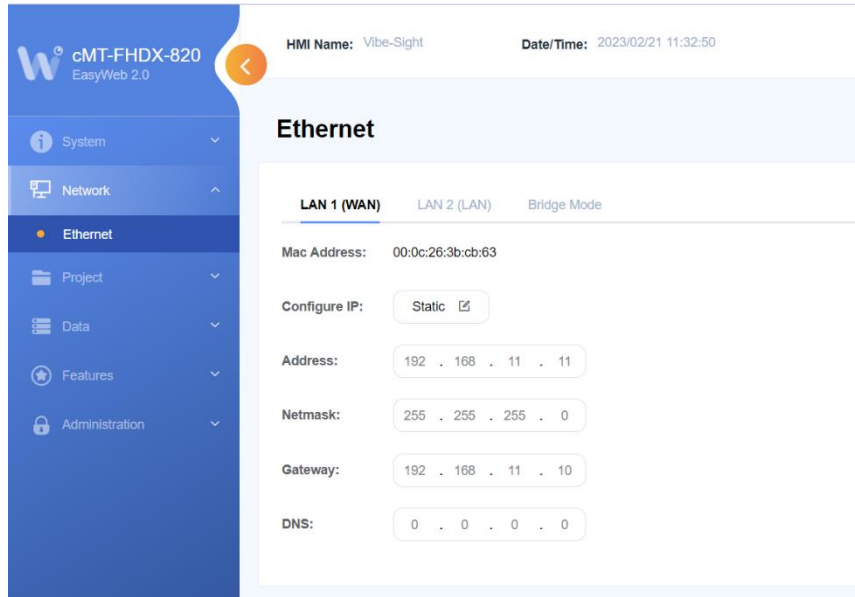 cMT-FHDX-820
EasyWeb 2.0
HMI Name: Vibe-Sight Date/Time: 2023/02/21 11:32:50
System
Network
Ethernet
Project
Data
Features
Administration
Ethernet
LAN 1 (WAN) LAN 2 (LAN) Bridge Mode
Mac Address: 00:0c:26:3b:cb:63
Configure IP: Static
Address: 192 . 168 . 11 . 11
Netmask: 255 . 255 . 255 . 0
Gateway: 192 . 168 . 11 . 10
DNS: 0 . 0 . 0 . 0